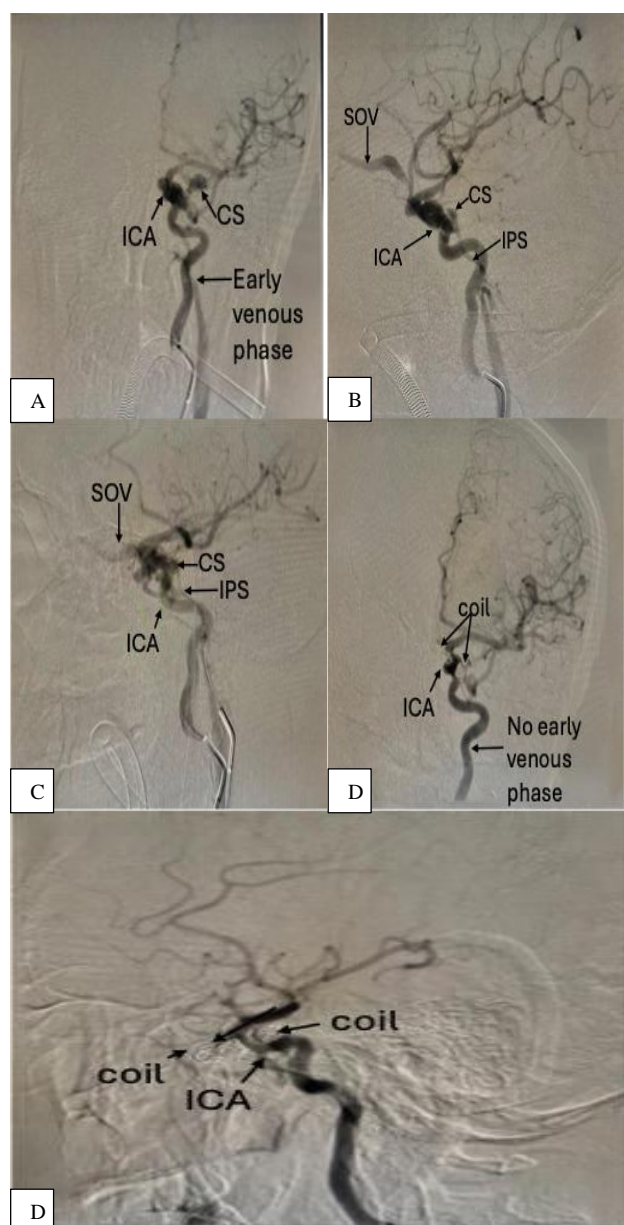 CS
ICA
Early
venous
phase
A
SOV
CS
ICA
IPS
B
SOV
CS
IPS
ICA
C
coil
ICA
No early
venous
phase
D
coil
coil
ICA
D